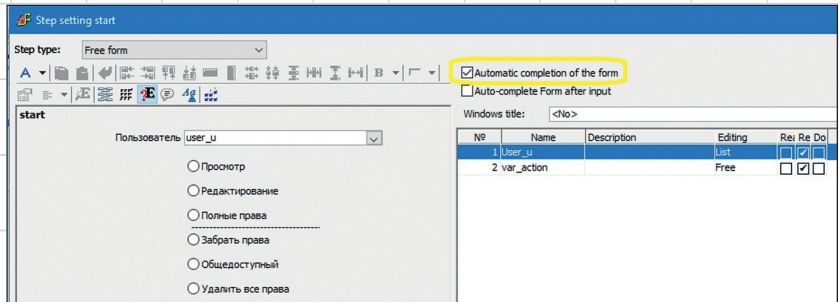 Step setting start
Step type: Free form
Automatic completion of the form
Auto-complete Form after input
Windows title: <No>
start
Пользователь user_u
Просмотр
Редактирование
Полные права
Забрать права
Общедоступный
Удалить все права
№ Name Description Editing Rea Re Do
1 User_u List
2 var_action Free